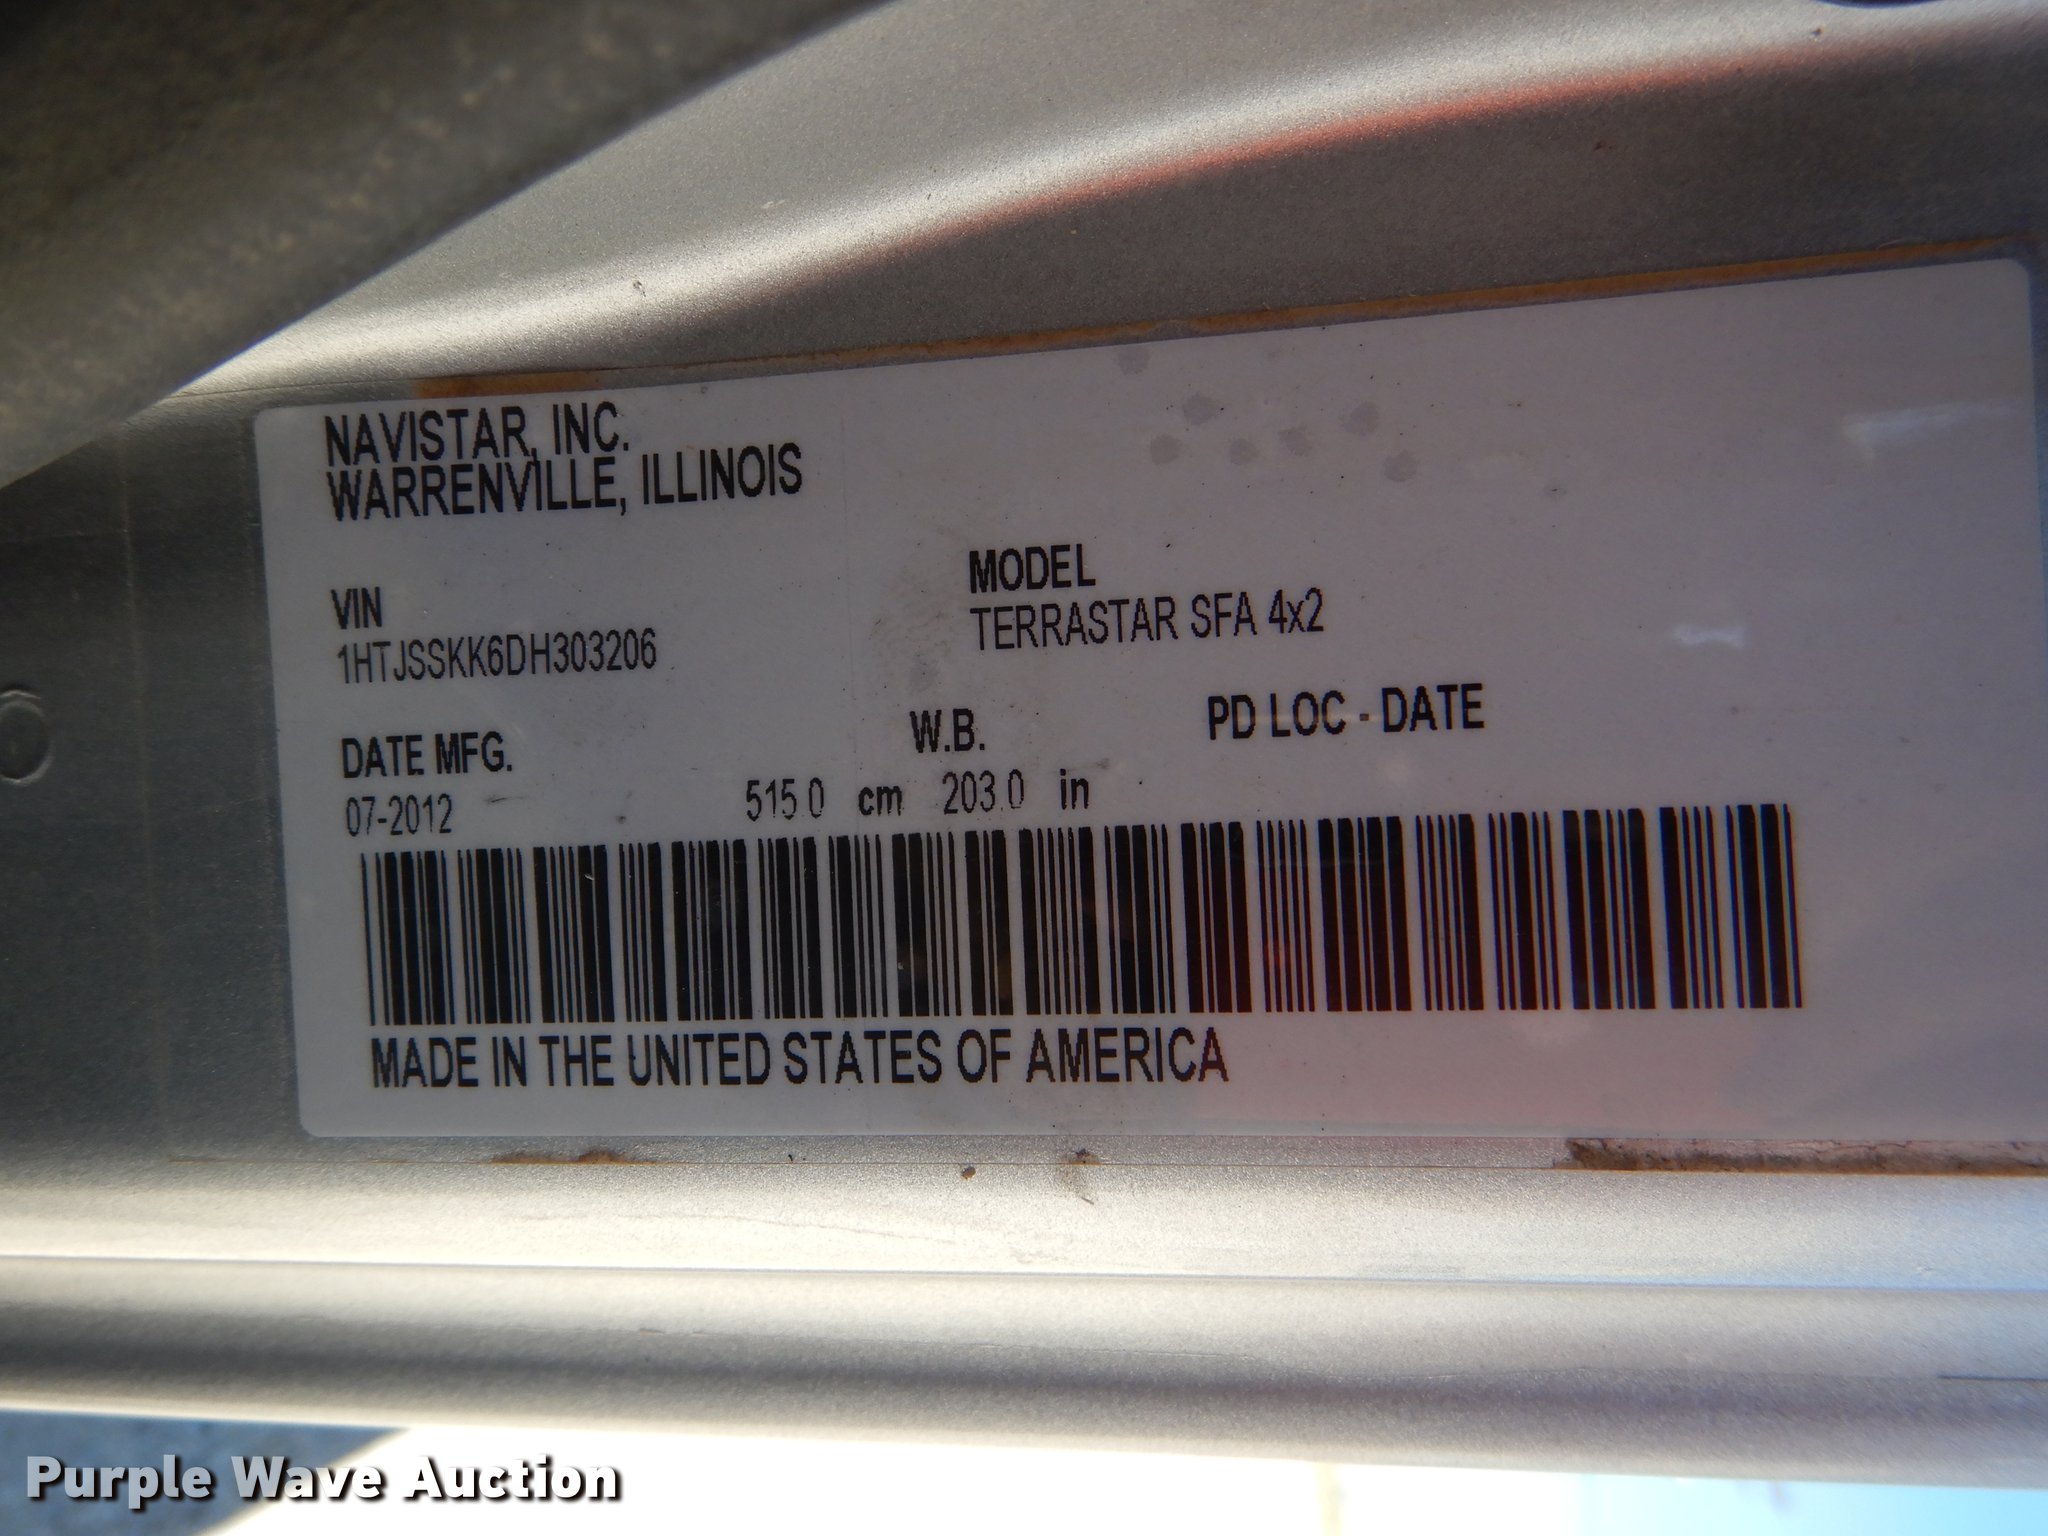 NAVISTAR, INC.
WARRENVILLE, ILLINOIS
VIN
1HTJSSKK6DH303206
MODEL
TERRASTAR SFA 4x2
DATE MFG.
07-2012
W.B.
515.0 cm 203.0 in
PD LOC - DATE
MADE IN THE UNITED STATES OF AMERICA
Purple Wave Auction